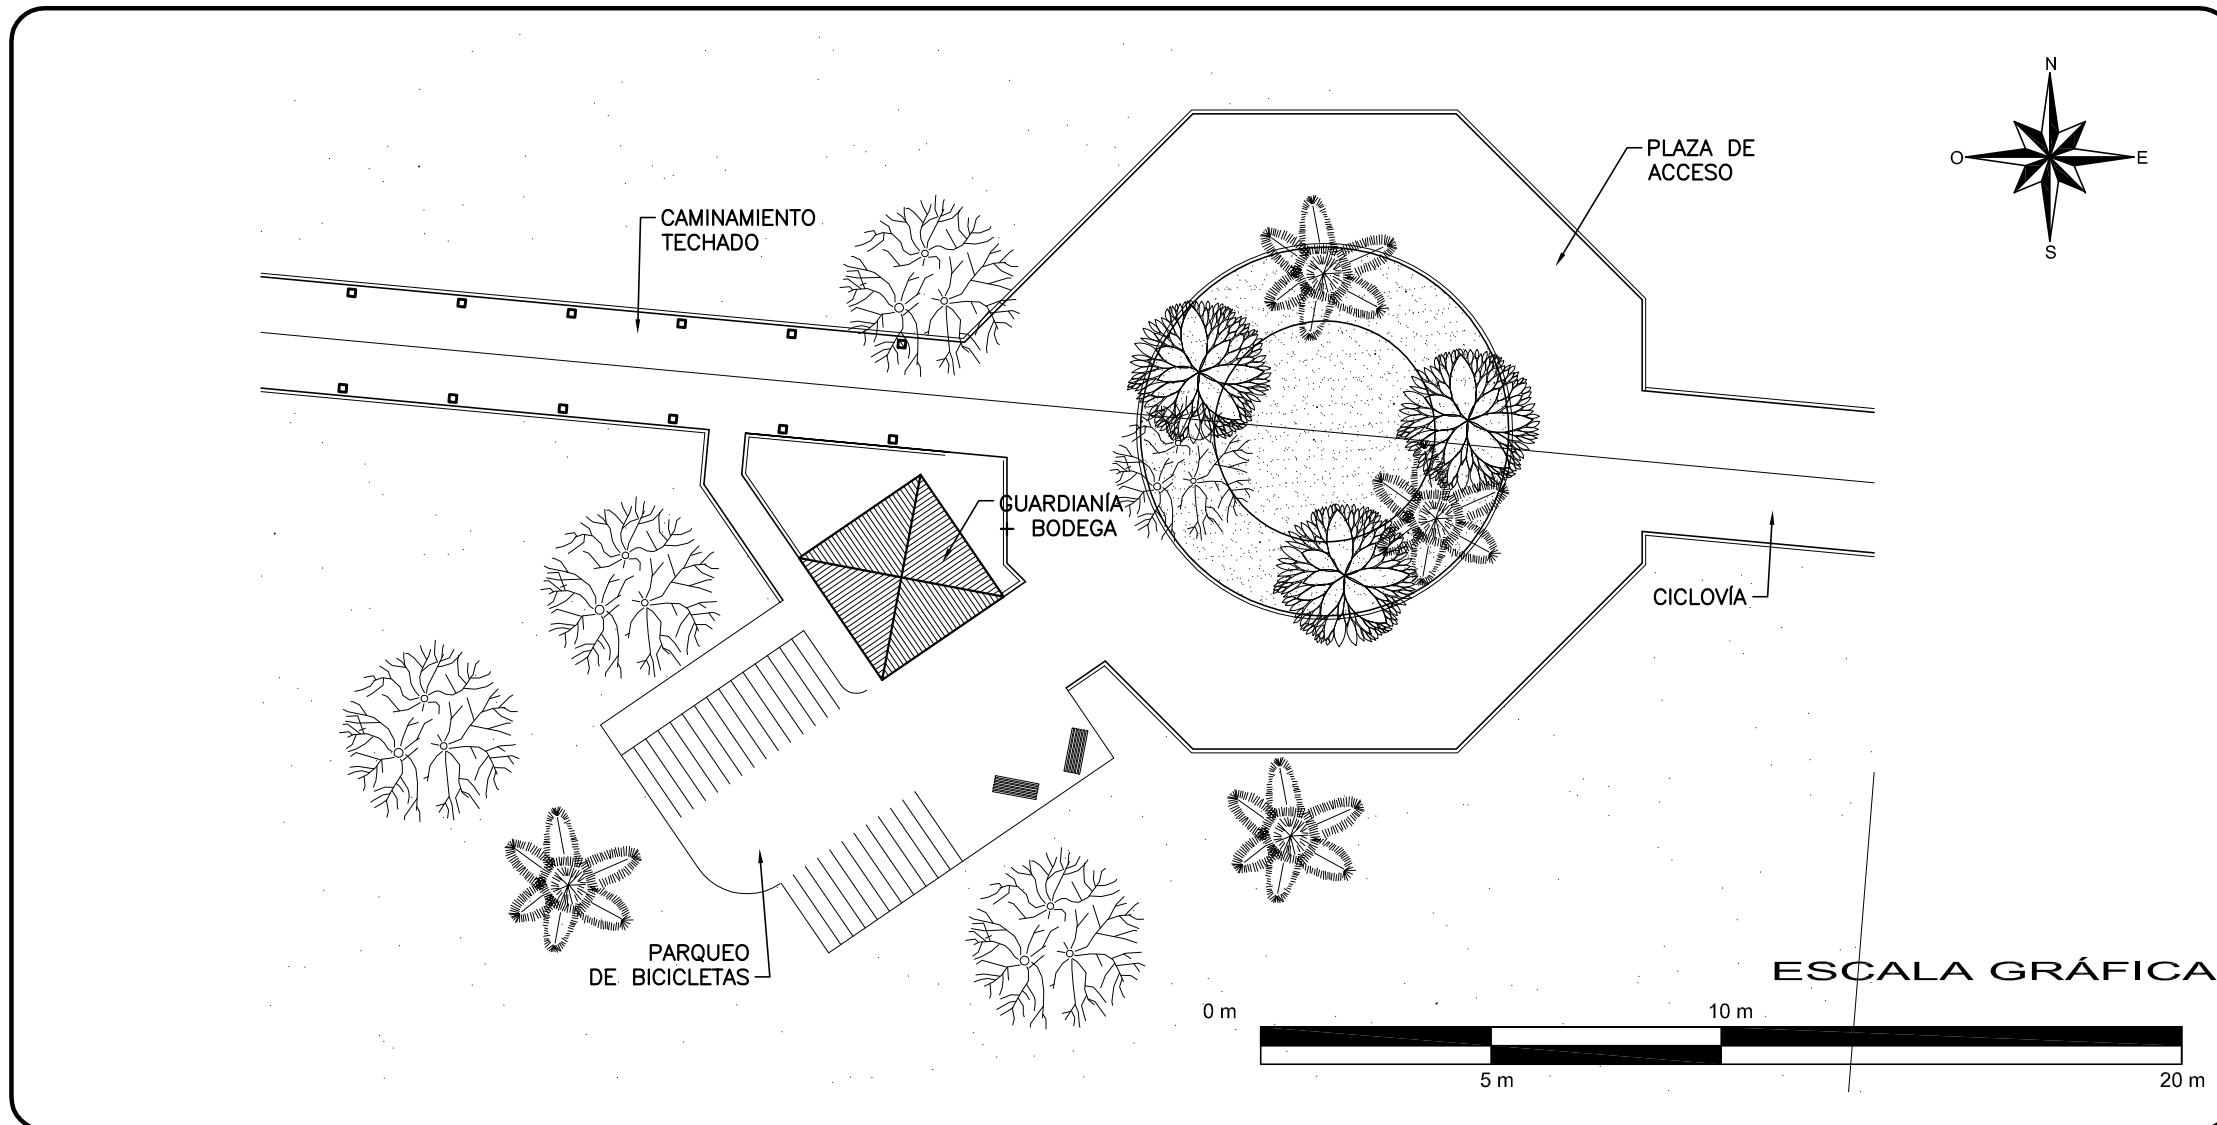 N
PLAZA DE
ACCESO
O
E
CAMINAMIENTO
TECHADO
S
GUARDIANÍA
+ BODEGA
CICLOVÍA
PARQUEO
DE BICICLETAS
ESCALA GRÁFICA
0 m
10 m
5 m
20 m